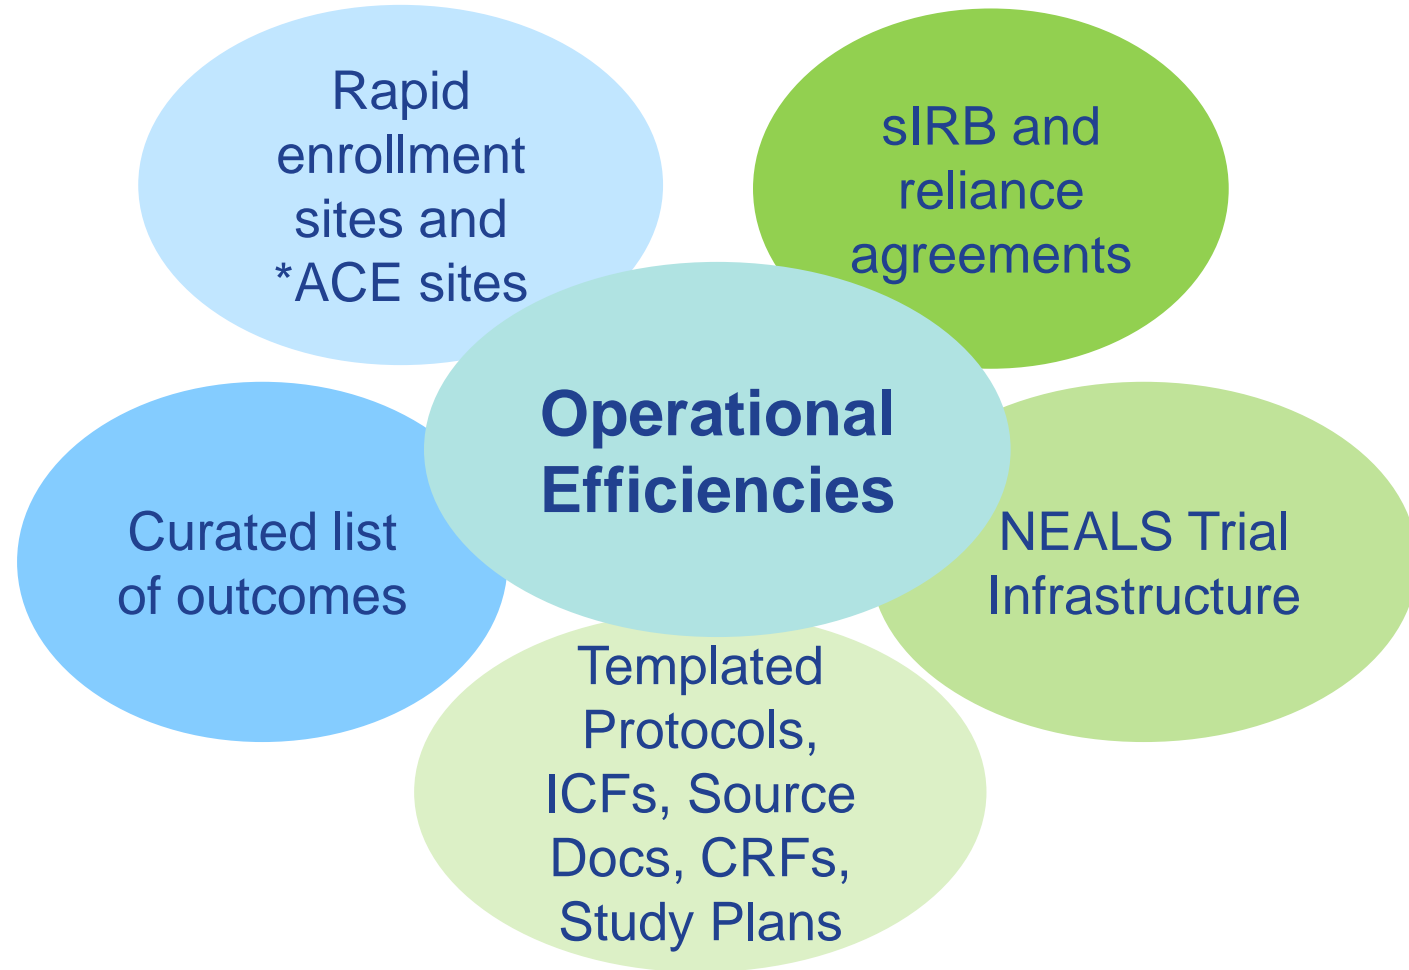 Rapid
enrollment
sites and
*ACE sites
sIRB and
reliance
agreements
Operational
Efficiencies
Curated list
of outcomes
NEALS Trial
Infrastructure
Templated
Protocols,
ICFs, Source
Docs, CRFs,
Study Plans